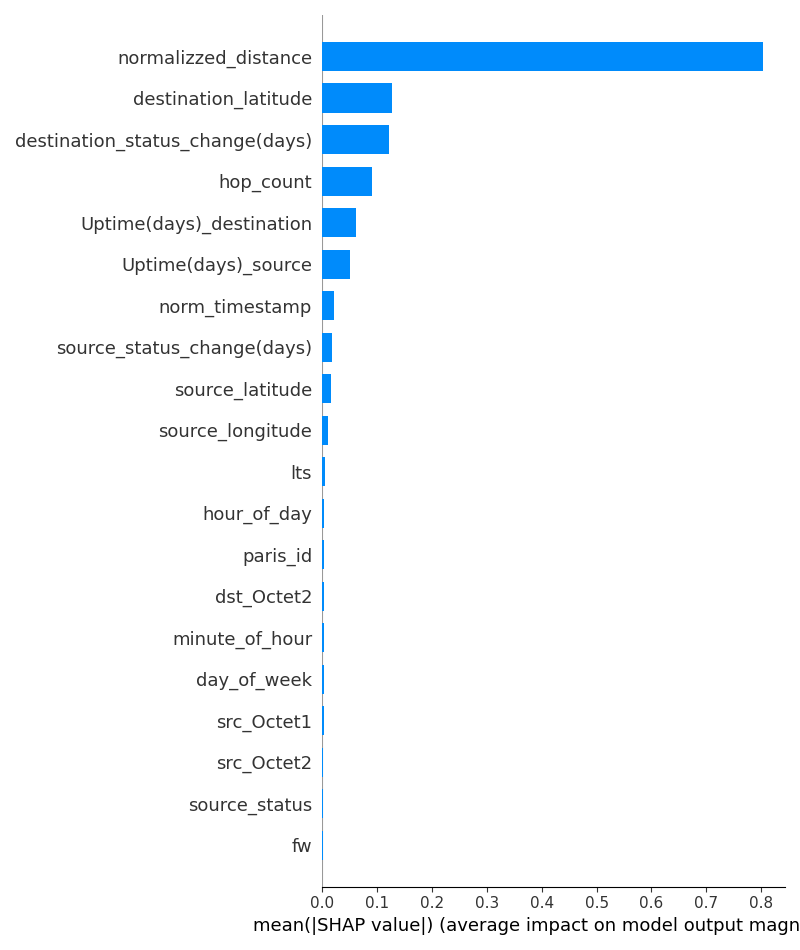 normalizzed_distance
destination_latitude
destination_status_change(days)
hop_count
Uptime(days)_destination
Uptime(days)_source
norm_timestamp
source_status_change(days)
source_latitude
source_longitude
lts
hour_of_day
paris_id
dst_Octet2
minute_of_hour
day_of_week
src_Octet1
src_Octet2
source_status
fw
0.0 0.1 0.2 0.3 0.4 0.5 0.6 0.7 0.8
mean(|SHAP value|) (average impact on model output magn